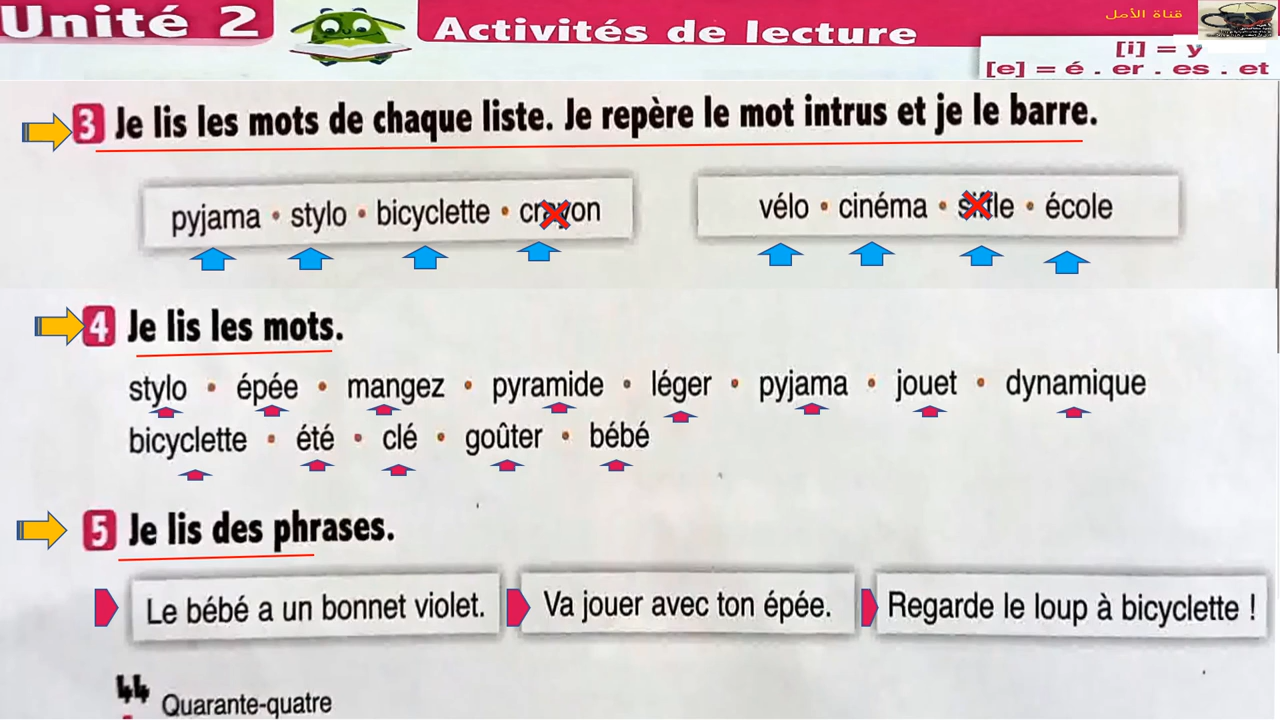 Unité 2
Activités de lecture
قناة الأمل
[i] = y
[e] = é . er . es . et
3 Je lis les mots de chaque liste. Je repère le mot intrus et je le barre.
pyjama • stylo • bicyclette • crayon
vélo • cinéma • sifle • école
4 Je lis les mots.
stylo • épée • mangez • pyramide • léger • pyjama • jouet • dynamique
bicyclette • été • clé • goûter • bébé
5 Je lis des phrases.
Le bébé a un bonnet violet.
Va jouer avec ton épée.
Regarde le loup à bicyclette !
44 Quarante-quatre